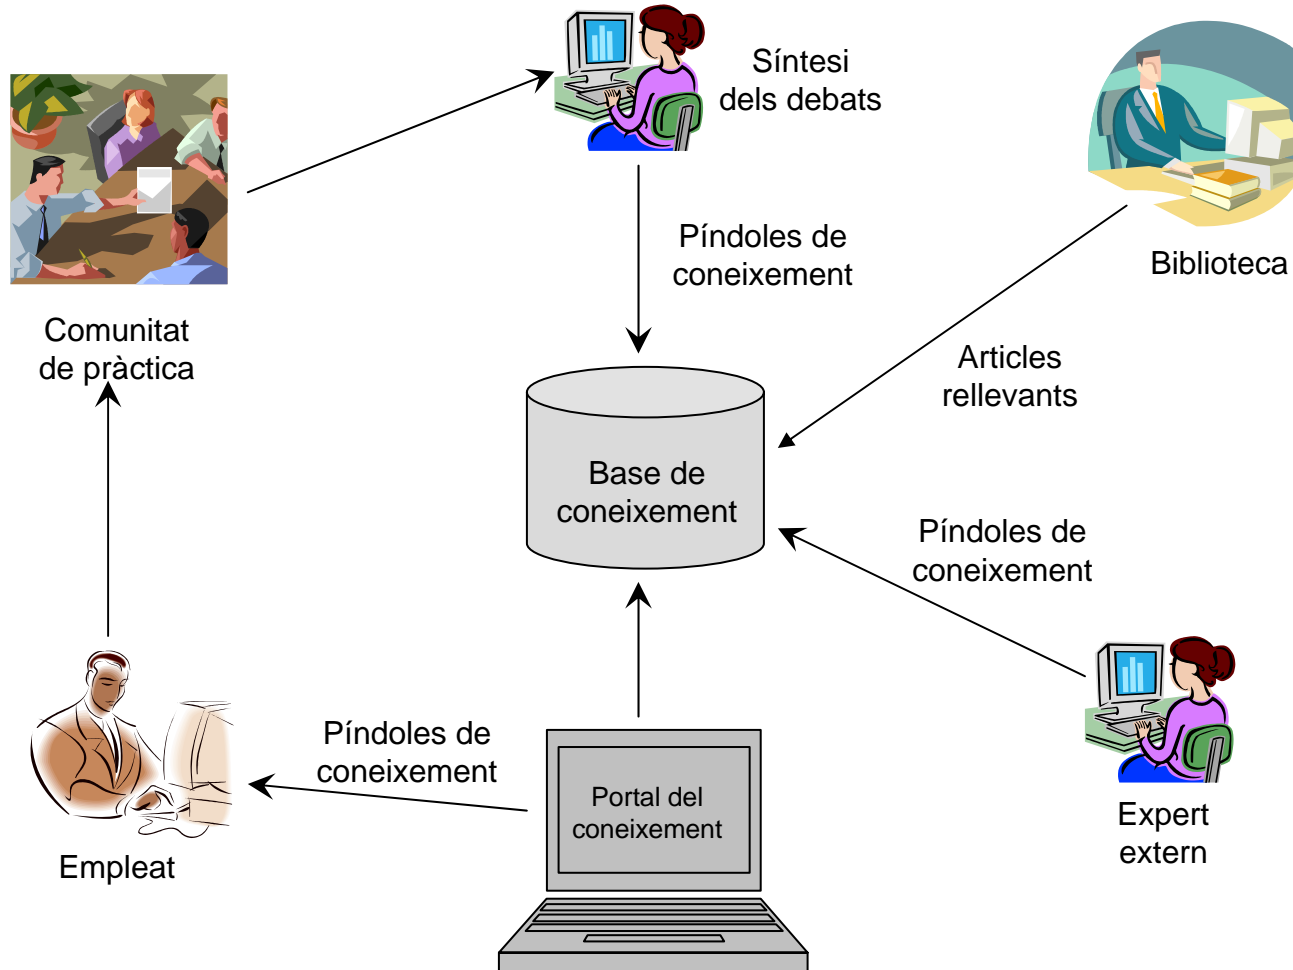 Síntesi
dels debats
Píndoles de
coneixement
Biblioteca
Comunitat
de pràctica
Articles
rellevants
Base de
coneixement
Píndoles de
coneixement
Píndoles de
coneixement
Portal del
coneixement
Expert
extern
Empleat